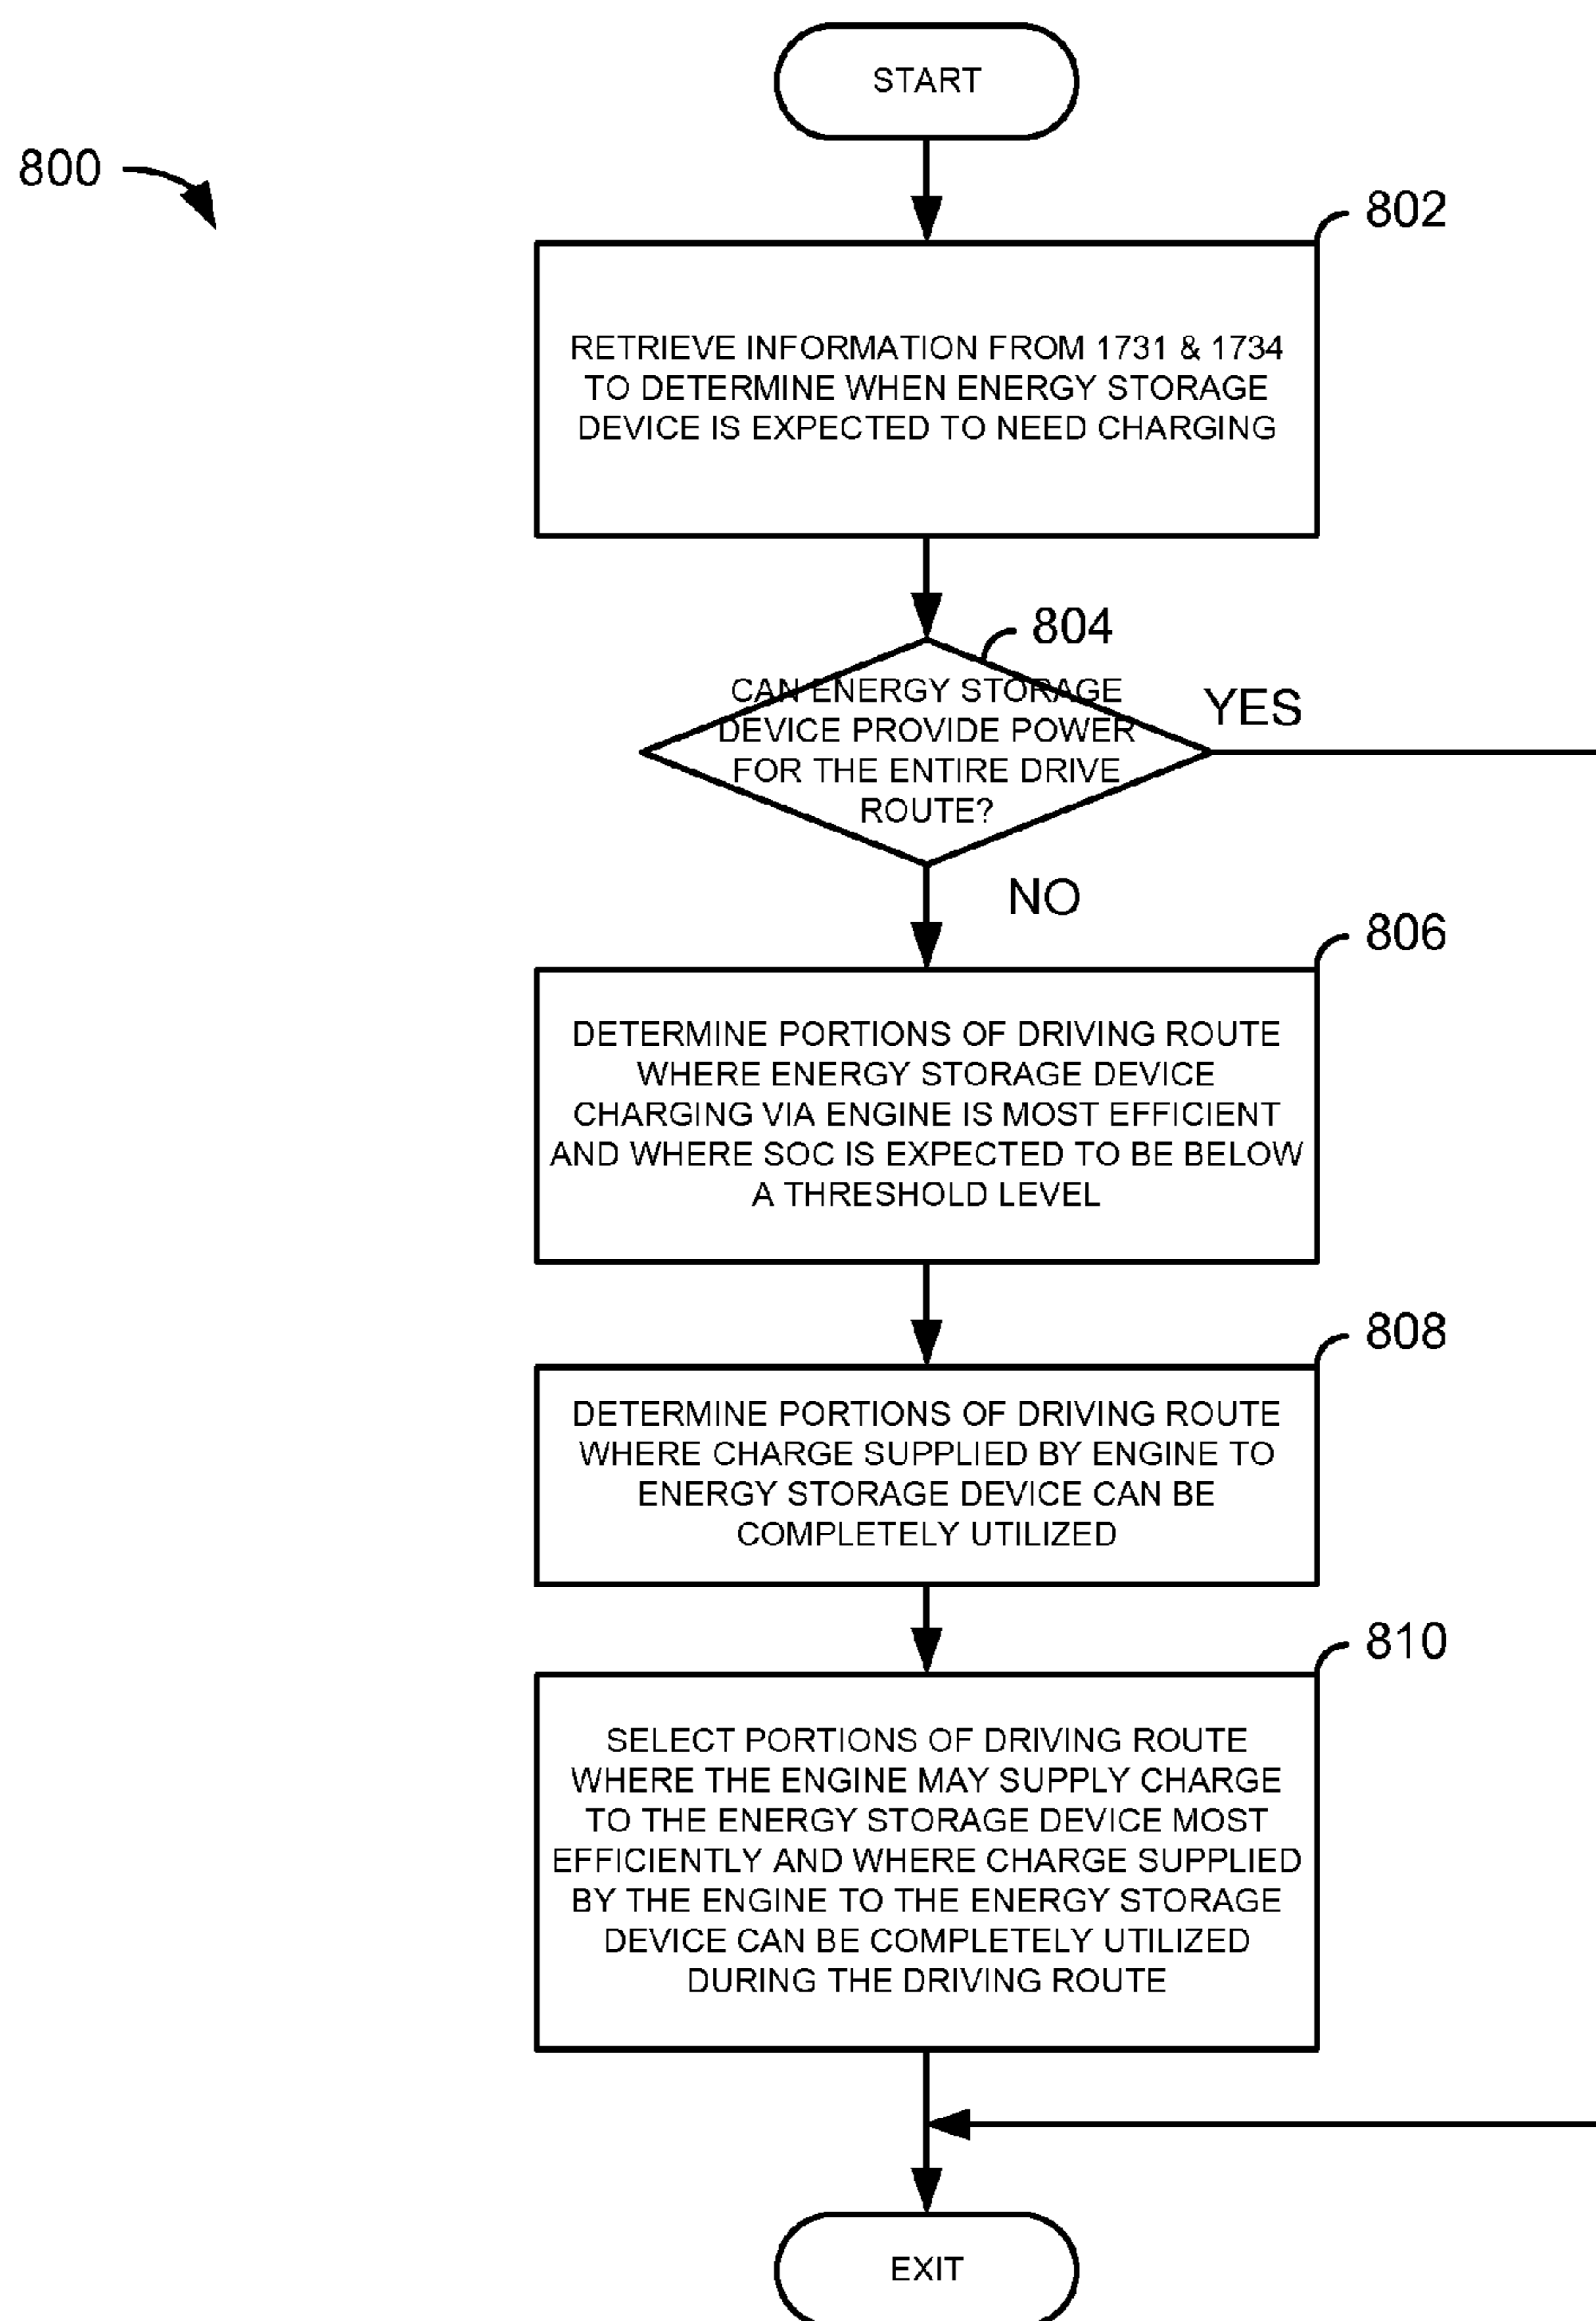 START
800
802
RETRIEVE INFORMATION FROM 1731 & 1734
TO DETERMINE WHEN ENERGY STORAGE
DEVICE IS EXPECTED TO NEED CHARGING
804
CAN ENERGY STORAGE
DEVICE PROVIDE POWER
FOR THE ENTIRE DRIVE
ROUTE?
YES
NO
806
DETERMINE PORTIONS OF DRIVING ROUTE
WHERE ENERGY STORAGE DEVICE
CHARGING VIA ENGINE IS MOST EFFICIENT
AND WHERE SOC IS EXPECTED TO BE BELOW
A THRESHOLD LEVEL
808
DETERMINE PORTIONS OF DRIVING ROUTE
WHERE CHARGE SUPPLIED BY ENGINE TO
ENERGY STORAGE DEVICE CAN BE
COMPLETELY UTILIZED
810
SELECT PORTIONS OF DRIVING ROUTE
WHERE THE ENGINE MAY SUPPLY CHARGE
TO THE ENERGY STORAGE DEVICE MOST
EFFICIENTLY AND WHERE CHARGE SUPPLIED
BY THE ENGINE TO THE ENERGY STORAGE
DEVICE CAN BE COMPLETELY UTILIZED
DURING THE DRIVING ROUTE
EXIT